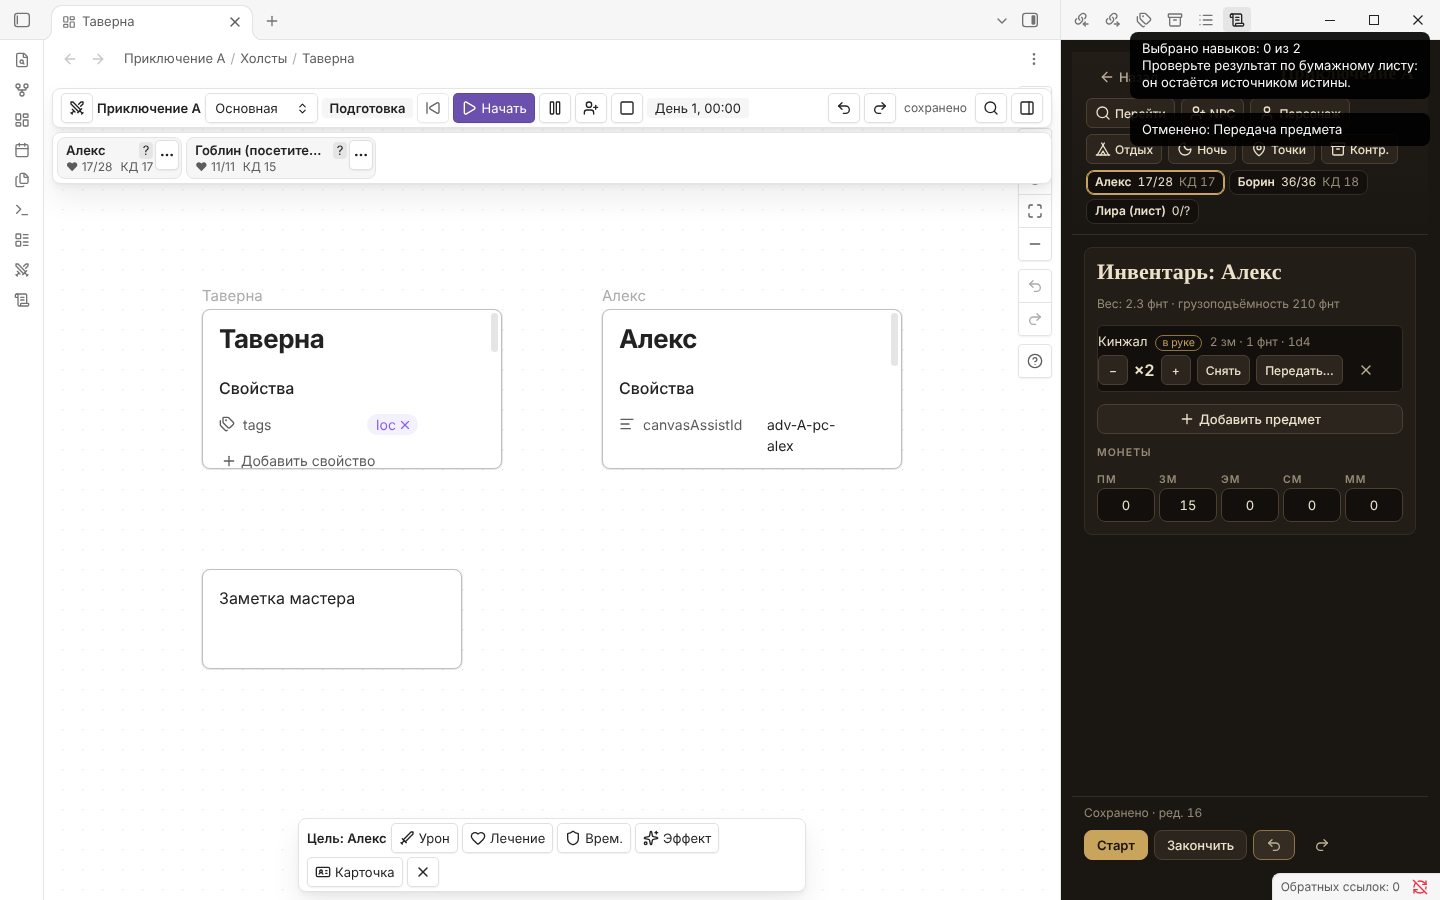 Таверна
Приключение А / Холсты / Таверна
Приключение А Основная Подготовка Начать День 1, 00:00 сохранено
Алекс ? ...
17/28 КД 17
Гоблин (посетите... ? ...
11/11 КД 15
Таверна
Таверна
Свойства
tags loc
Добавить свойство
Алекс
Алекс
Свойства
canvasAssistId adv-A-pc-
alex
Заметка мастера
Цель: Алекс Урон Лечение Врем. Эффект
Карточка
Выбрано навыков: 0 из 2
Проверьте результат по бумажному листу:
он остаётся источником истины.
Отменено: Передача предмета
Отдых Ночь Точки Контр.
Алекс 17/28 КД 17 Борин 36/36 КД 18
Лира (лист) 0/?
Инвентарь: Алекс
Вес: 2.3 фнт · грузоподъёмность 210 фнт
Кинжал в руке 2 зм · 1 фнт · 1d4
− ×2 + Снять Передать... ×
+ Добавить предмет
МОНЕТЫ
ПМ ЗМ ЭМ СМ ММ
0 15 0 0 0
Сохранено · ред. 16
Старт Закончить
Обратных ссылок: 0